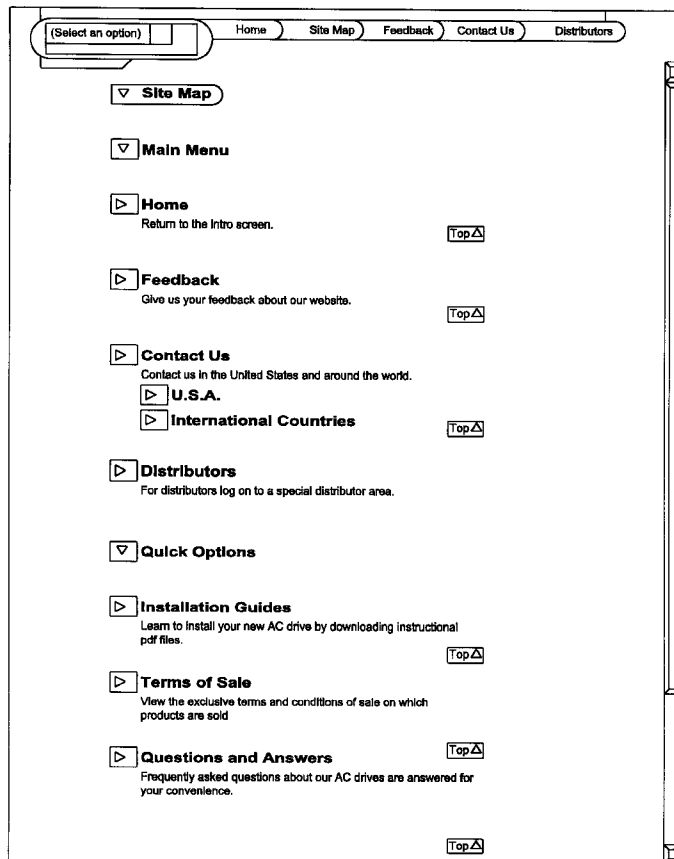 (Select an option) Home Site Map Feedback Contact Us Distributors
Site Map
Main Menu
Home
Return to the intro screen.
Top
Feedback
Give us your feedback about our website.
Top
Contact Us
Contact us in the United States and around the world.
U.S.A.
International Countries
Top
Distributors
For distributors log on to a special distributor area.
Quick Options
Installation Guides
Learn to install your new AC drive by downloading instructional
pdf files.
Top
Terms of Sale
View the exclusive terms and conditions of sale on which
products are sold
Top
Questions and Answers
Frequently asked questions about our AC drives are answered for
your convenience.
Top